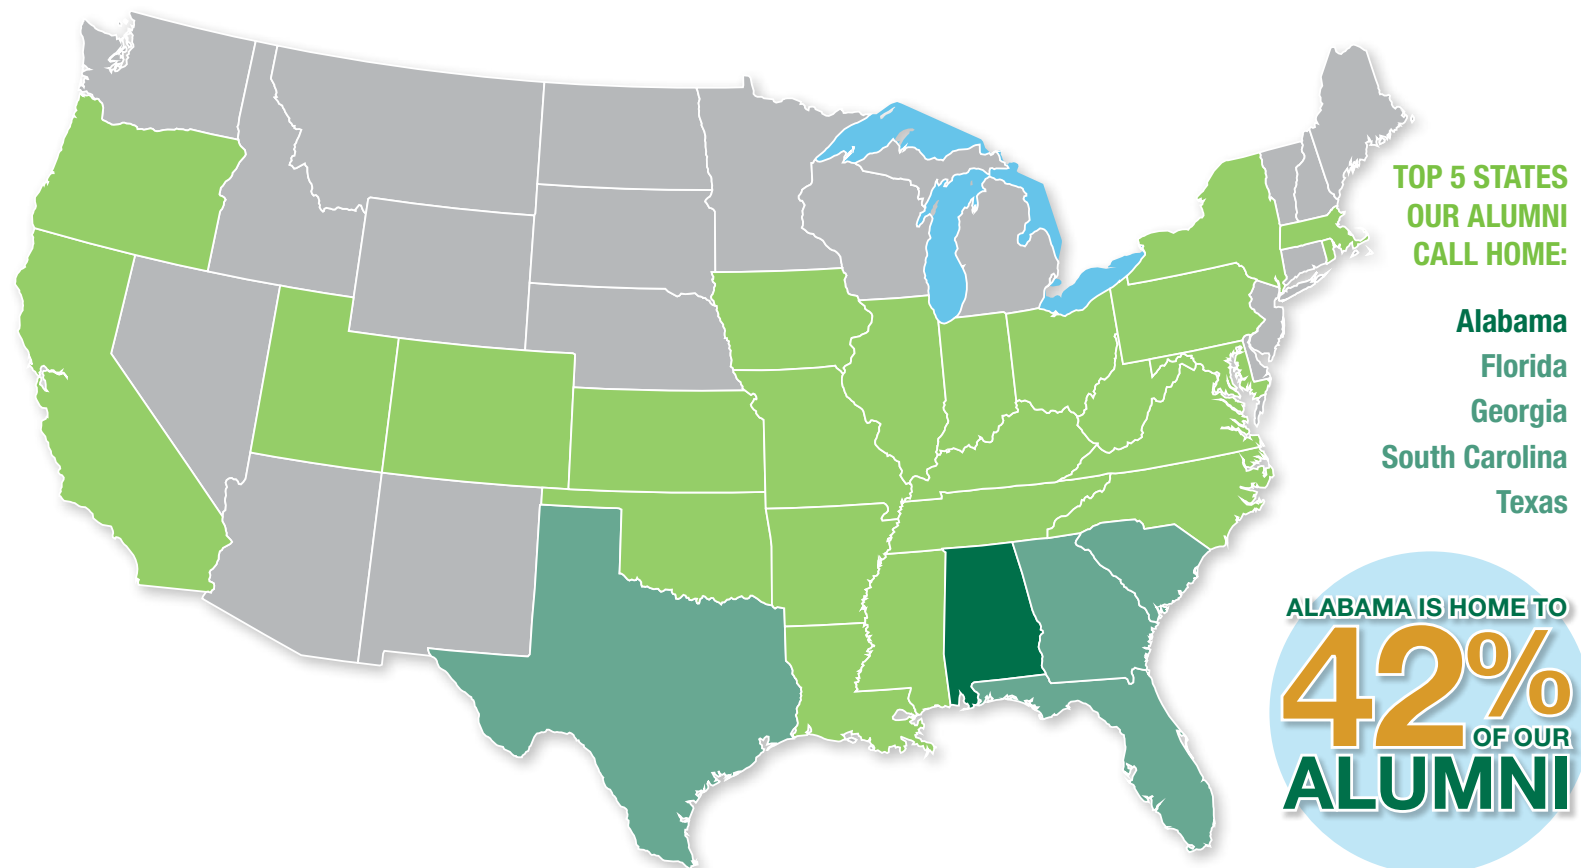 TOP 5 STATES
OUR ALUMNI
CALL HOME:
Alabama
Florida
Georgia
South Carolina
Texas
ALABAMA IS HOME TO
42%
OF OUR
ALUMNI